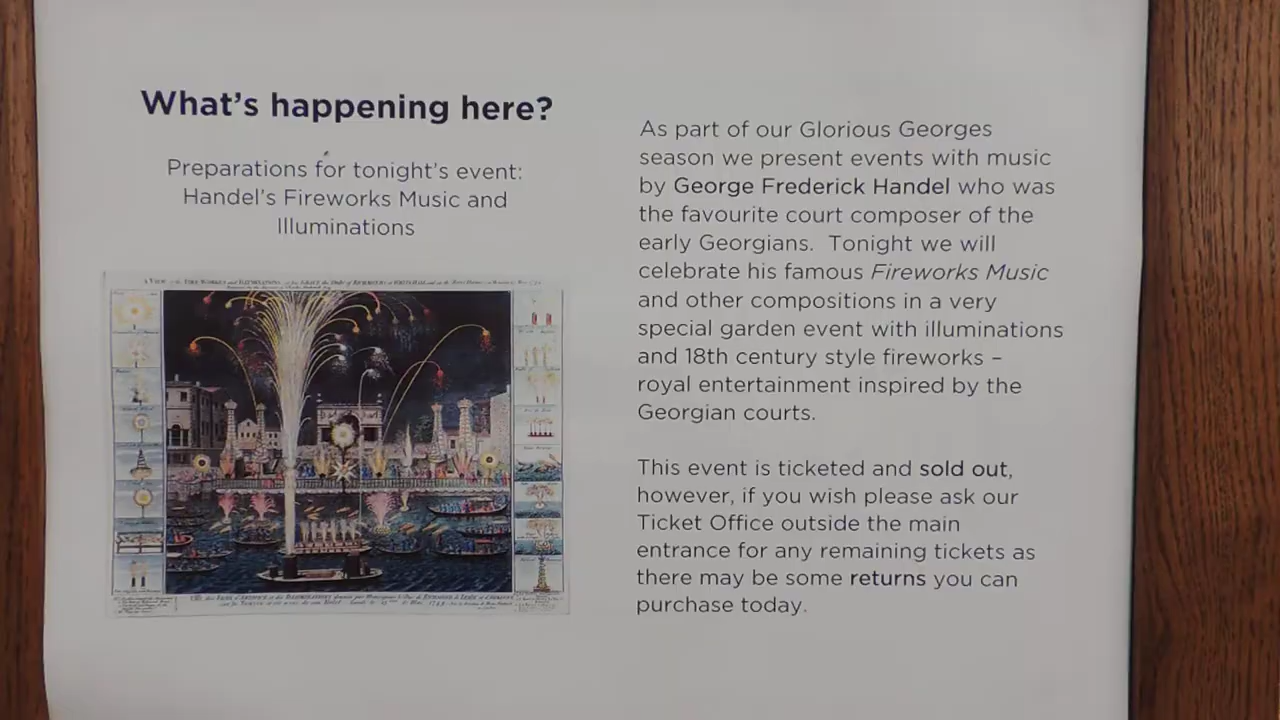 What's happening here?
Preparations for tonight's event:
Handel's Fireworks Music and
Illuminations
As part of our Glorious Georges
season we present events with music
by George Frederick Handel who was
the favourite court composer of the
early Georgians. Tonight we will
celebrate his famous Fireworks Music
and other compositions in a very
special garden event with illuminations
and 18th century style fireworks –
royal entertainment inspired by the
Georgian courts.
This event is ticketed and sold out,
however, if you wish please ask our
Ticket Office outside the main
entrance for any remaining tickets as
there may be some returns you can
purchase today.